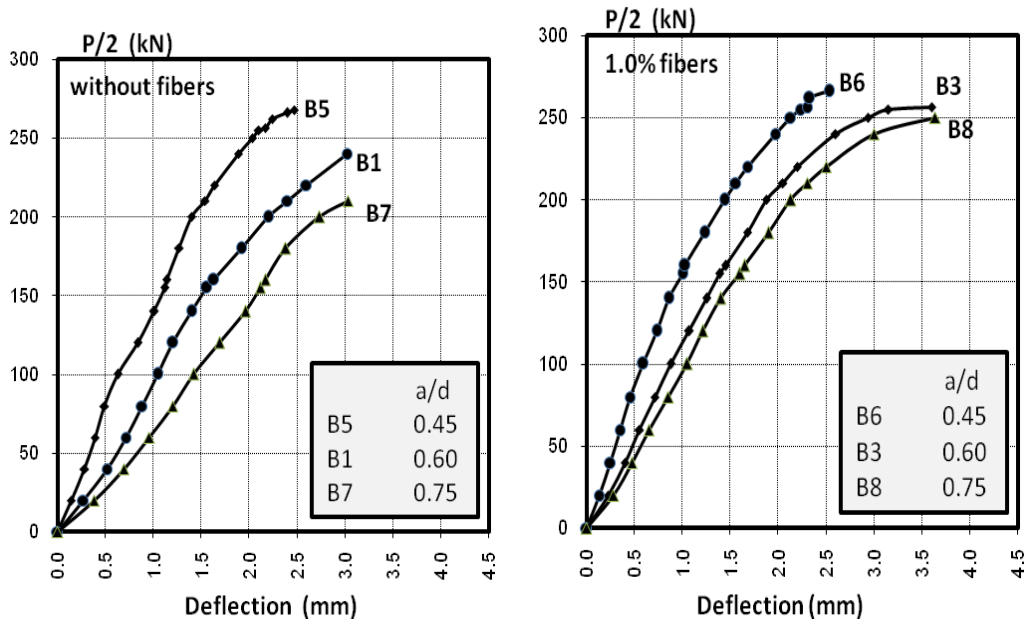 P/2 (kN)
300
250
200
150
100
50
0
without fibers
B5
B1
B7
a/d
B5 0.45
B1 0.60
B7 0.75
0.0 0.5 1.0 1.5 2.0 2.5 3.0 3.5 4.0 4.5
Deflection (mm)
P/2 (kN)
300
250
200
150
100
50
0
1.0% fibers
B6
B3
B8
a/d
B6 0.45
B3 0.60
B8 0.75
0.0 0.5 1.0 1.5 2.0 2.5 3.0 3.5 4.0 4.5
Deflection (mm)